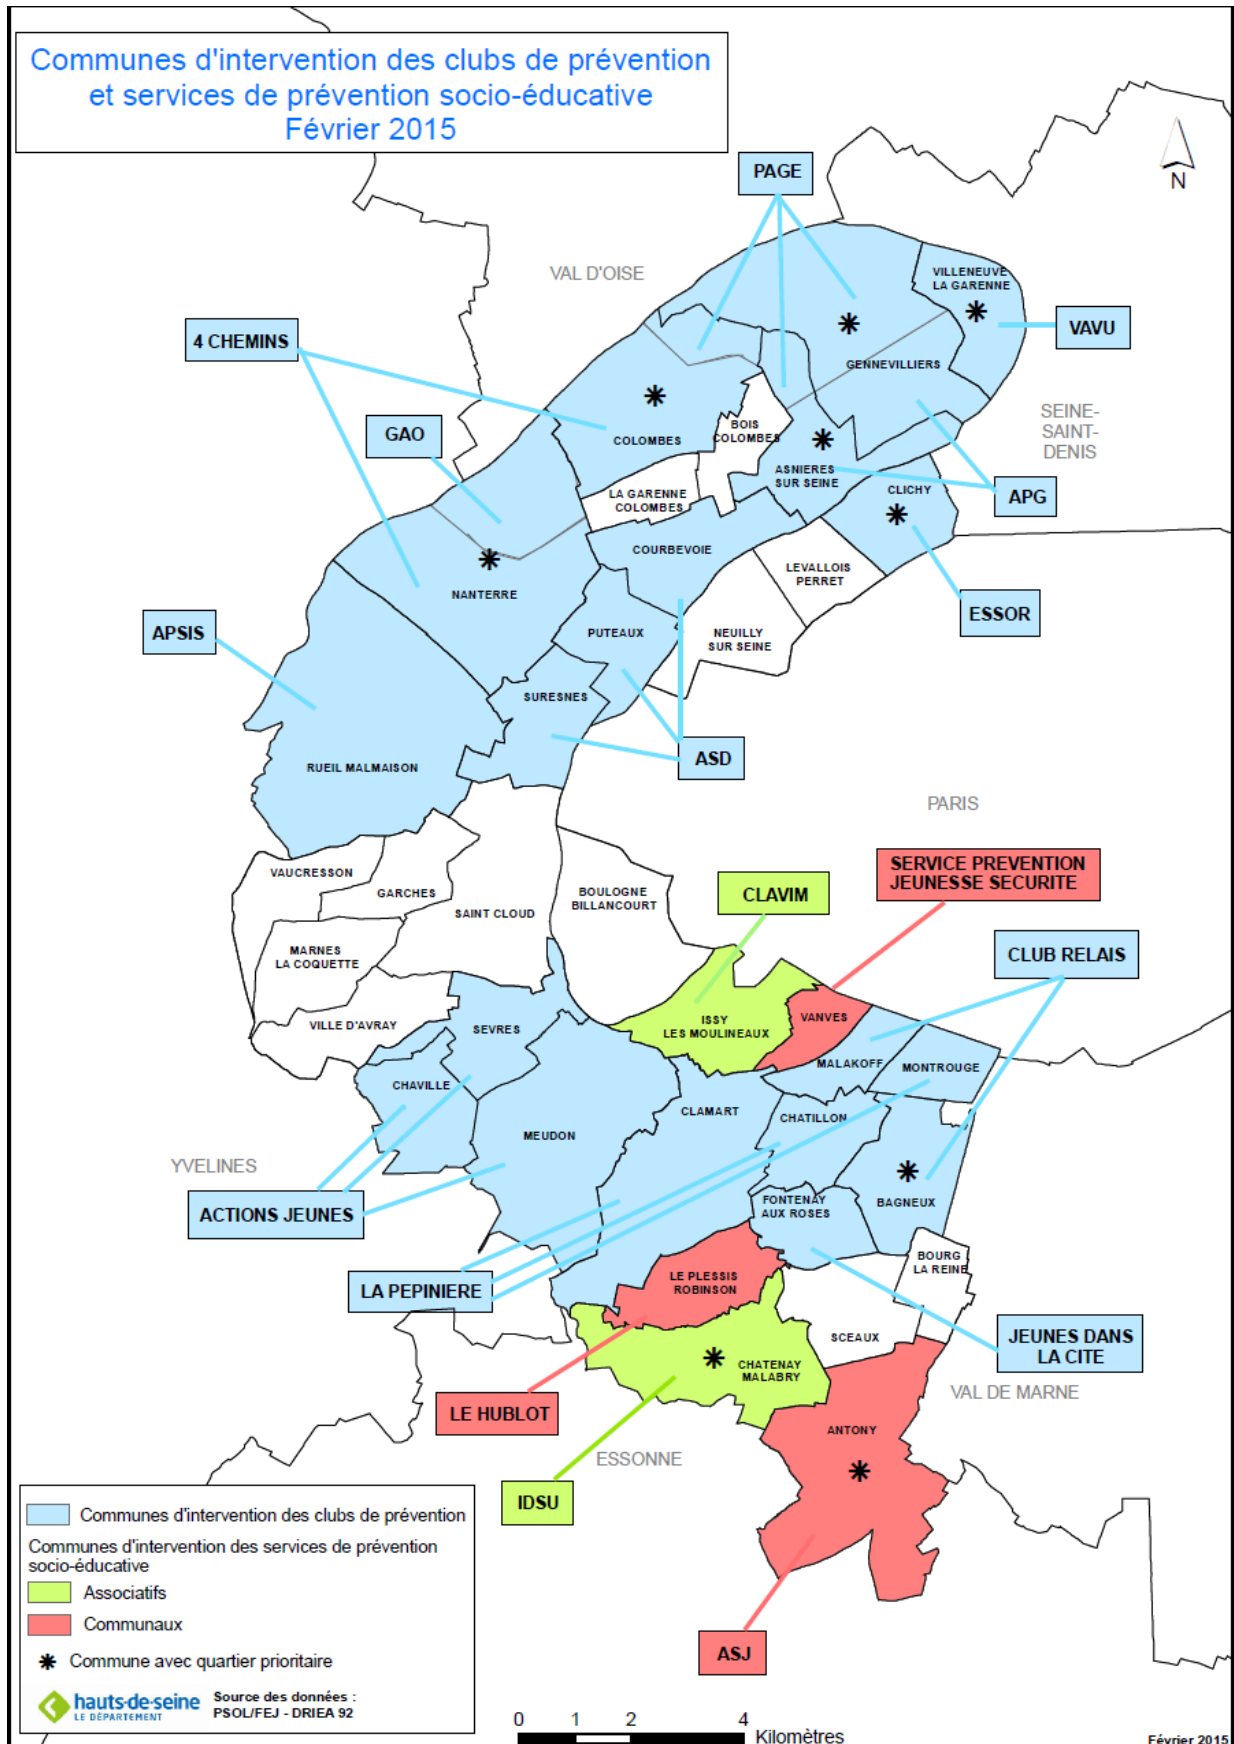 Communes d'intervention des clubs de prévention
et services de prévention socio-éducative
Février 2015
N
PAGE
VAL D'OISE
VILLENEUVE
LA GARENNE
4 CHEMINS
VAVU
GENNEVILLIERS
SEINE-
SAINT-
DENIS
GAO
COLOMBES
BOIS
COLOMBES
ASNIERES
SUR SEINE
CLICHY
APG
LA GARENNE
COLOMBES
COURBEVOIE
LEVALLOIS
PERRET
NANTERRE
ESSOR
APSIS
PUTEAUX
NEUILLY
SUR SEINE
SURESNES
ASD
RUEIL MALMAISON
PARIS
SERVICE PREVENTION
JEUNESSE SECURITE
VAUCRESSON
GARCHES
BOULOGNE
BILLANCOURT
CLAVIM
SAINT CLOUD
MARNES
LA COQUETTE
CLUB RELAIS
VILLE D'AVRAY
SEVRES
ISSY
LES MOULINEAUX
VANVES
MALAKOFF
MONTROUGE
CHAVILLE
CLAMART
CHATILLON
MEUDON
YVELINES
FONTENAY
AUX ROSES
BAGNEUX
ACTIONS JEUNES
BOURG
LA REINE
LA PEPINIERE
LE PLESSIS
ROBINSON
SCEAUX
JEUNES DANS
LA CITE
CHATENAY
MALABRY
VAL DE MARNE
LE HUBLOT
ANTONY
ESSONNE
IDSU
ASJ
Communes d'intervention des clubs de prévention
Communes d'intervention des services de prévention
socio-éducative
Associatifs
Communaux
Commune avec quartier prioritaire
hauts-de-seine
LE DÉPARTEMENT
Source des données :
PSOL/FEJ - DRIEA 92
0 1 2 4
Kilomètres
Février 2015